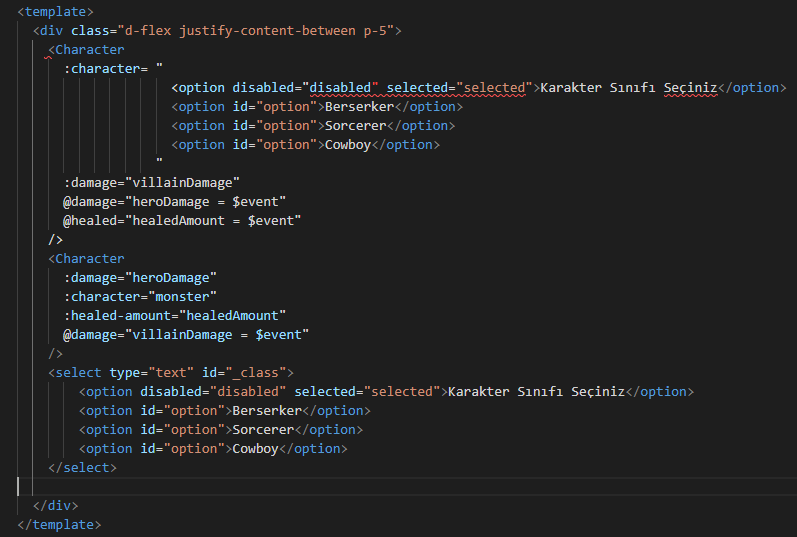 <template>
<div class="d-flex justify-content-between p-5">
<Character
:character= "
<option disabled="disabled" selected="selected">Karakter Sınıfı Seçiniz</option>
<option id="option">Berserker</option>
<option id="option">Sorcerer</option>
<option id="option">Cowboy</option>
"
:damage="villainDamage"
@damage="heroDamage = $event"
@healed="healedAmount = $event"
/>
<Character
:damage="heroDamage"
:character="monster"
:healed-amount="healedAmount"
@damage="villainDamage = $event"
/>
<select type="text" id="_class">
<option disabled="disabled" selected="selected">Karakter Sınıfı Seçiniz</option>
<option id="option">Berserker</option>
<option id="option">Sorcerer</option>
<option id="option">Cowboy</option>
</select>
</div>
</template>